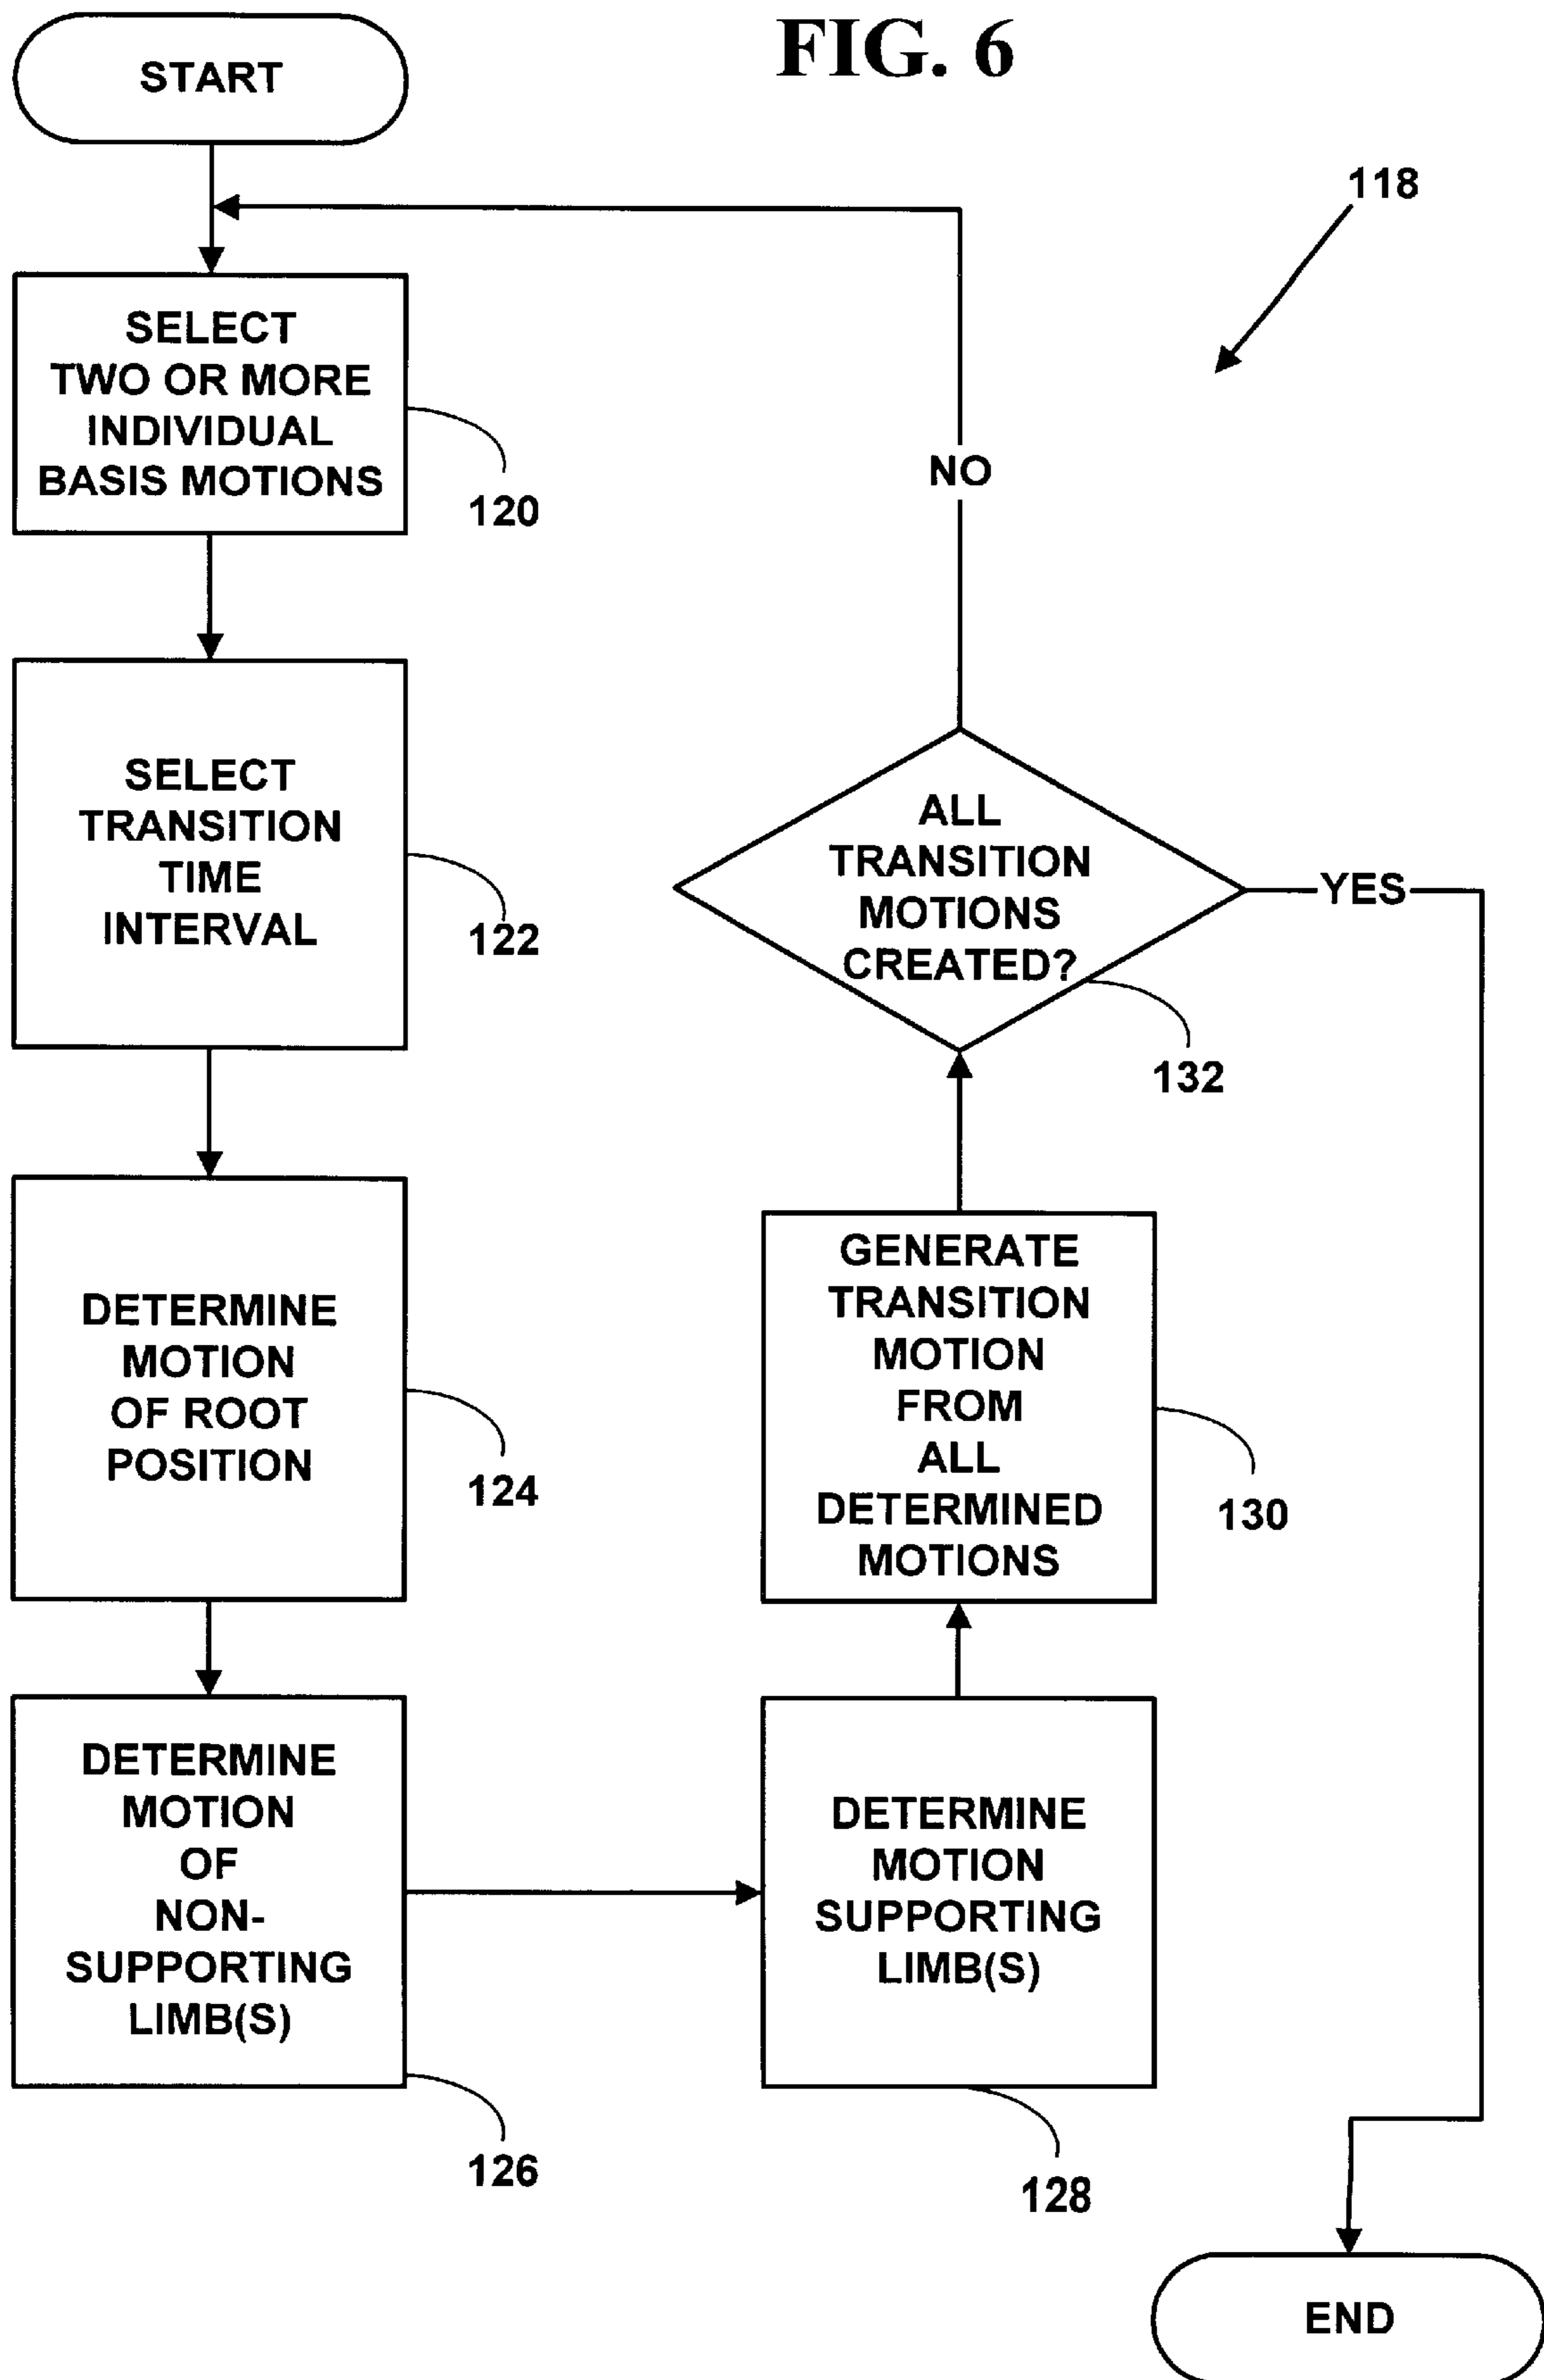 FIG. 6
START
118
SELECT
TWO OR MORE
INDIVIDUAL
BASIS MOTIONS
120
NO
SELECT
TRANSITION
TIME
INTERVAL
122
ALL
TRANSITION
MOTIONS
CREATED?
YES
132
DETERMINE
MOTION
OF ROOT
POSITION
124
GENERATE
TRANSITION
MOTION
FROM
ALL
DETERMINED
MOTIONS
130
DETERMINE
MOTION
OF
NON-
SUPPORTING
LIMB(S)
126
DETERMINE
MOTION
SUPPORTING
LIMB(S)
128
END